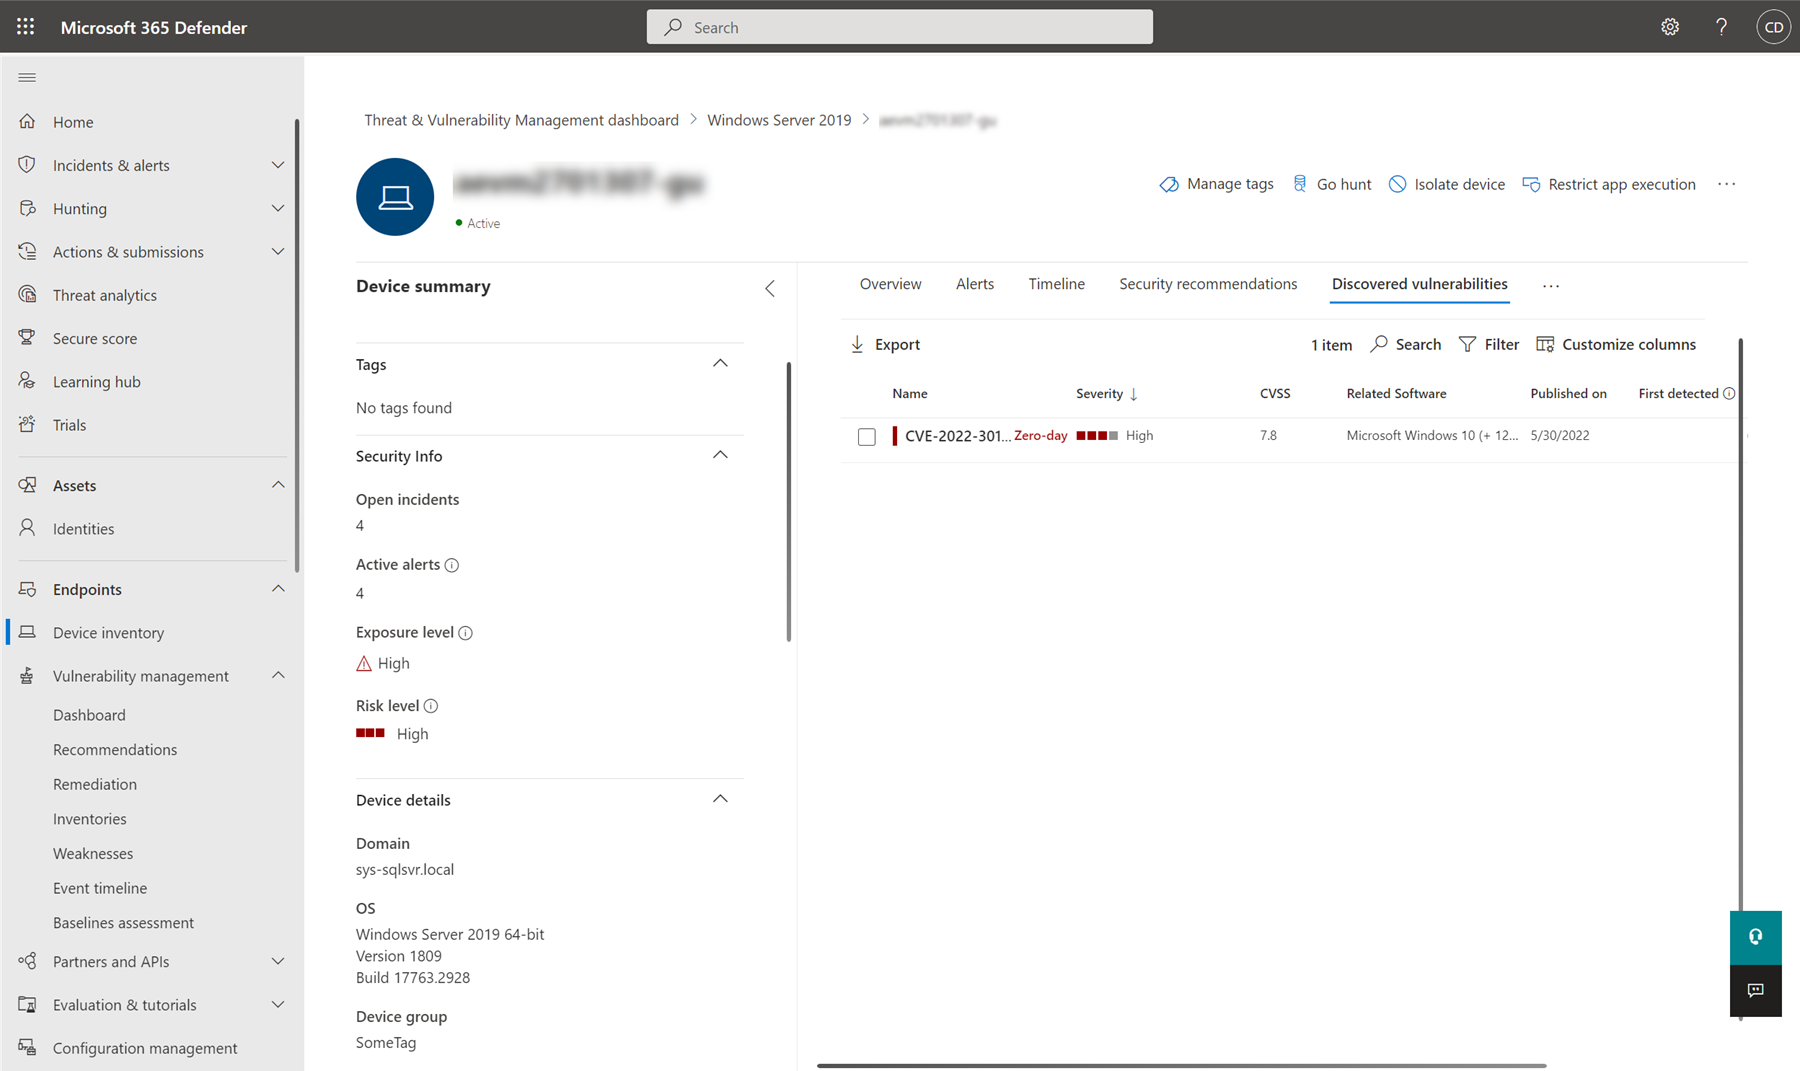 Microsoft 365 Defender
Search
CD
Home
Incidents & alerts
Hunting
Actions & submissions
Threat analytics
Secure score
Learning hub
Trials
Assets
Identities
Endpoints
Device inventory
Vulnerability management
Dashboard
Recommendations
Remediation
Inventories
Weaknesses
Event timeline
Baselines assessment
Partners and APIs
Evaluation & tutorials
Configuration management
Threat & Vulnerability Management dashboard > Windows Server 2019 >
Active
Manage tags Go hunt Isolate device Restrict app execution ...
Device summary
Tags
No tags found
Security Info
Open incidents
4
Active alerts
4
Exposure level
High
Risk level
High
Device details
Domain
sys-sqlsvr.local
OS
Windows Server 2019 64-bit
Version 1809
Build 17763.2928
Device group
SomeTag
Overview Alerts Timeline Security recommendations Discovered vulnerabilities ...
Export 1 item Search Filter Customize columns
Name Severity ↓ CVSS Related Software Published on First detected
CVE-2022-301... Zero-day High 7.8 Microsoft Windows 10 (+ 12... 5/30/2022